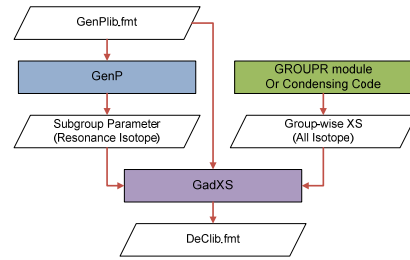 GenPlib.fmt
GenP
GROUPR module
Or Condensing Code
Subgroup Parameter
(Resonance Isotope)
Group-wise XS
(All Isotope)
GadXS
DeClib.fmt